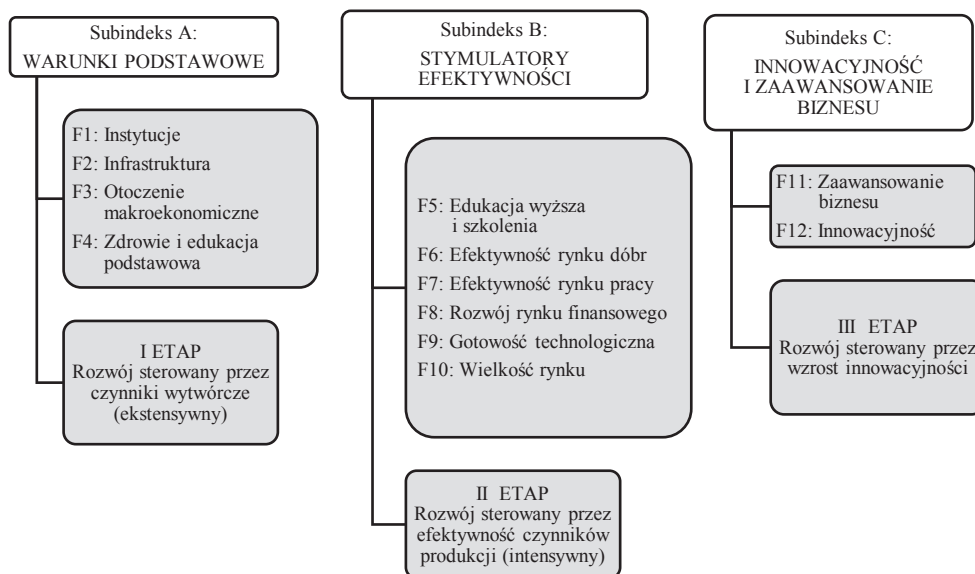 Subindeks A:
WARUNKI PODSTAWOWE
F1: Instytucje
F2: Infrastruktura
F3: Otoczenie
makroekonomiczne
F4: Zdrowie i edukacja
podstawowa
I ETAP
Rozwój sterowany przez
czynniki wytwórcze
(ekstensywny)
Subindeks B:
STYMULATORY
EFEKTYWNOŚCI
F5: Edukacja wyższa
i szkolenia
F6: Efektywność rynku dóbr
F7: Efektywność rynku pracy
F8: Rozwój rynku finansowego
F9: Gotowość technologiczna
F10: Wielkość rynku
II ETAP
Rozwój sterowany przez
efektywność czynników
produkcji (intensywny)
Subindeks C:
INNOWACYJNOŚĆ
I ZAAWANSOWANIE
BIZNESU
F11: Zaawansowanie
biznesu
F12: Innowacyjność
III ETAP
Rozwój sterowany przez
wzrost innowacyjności